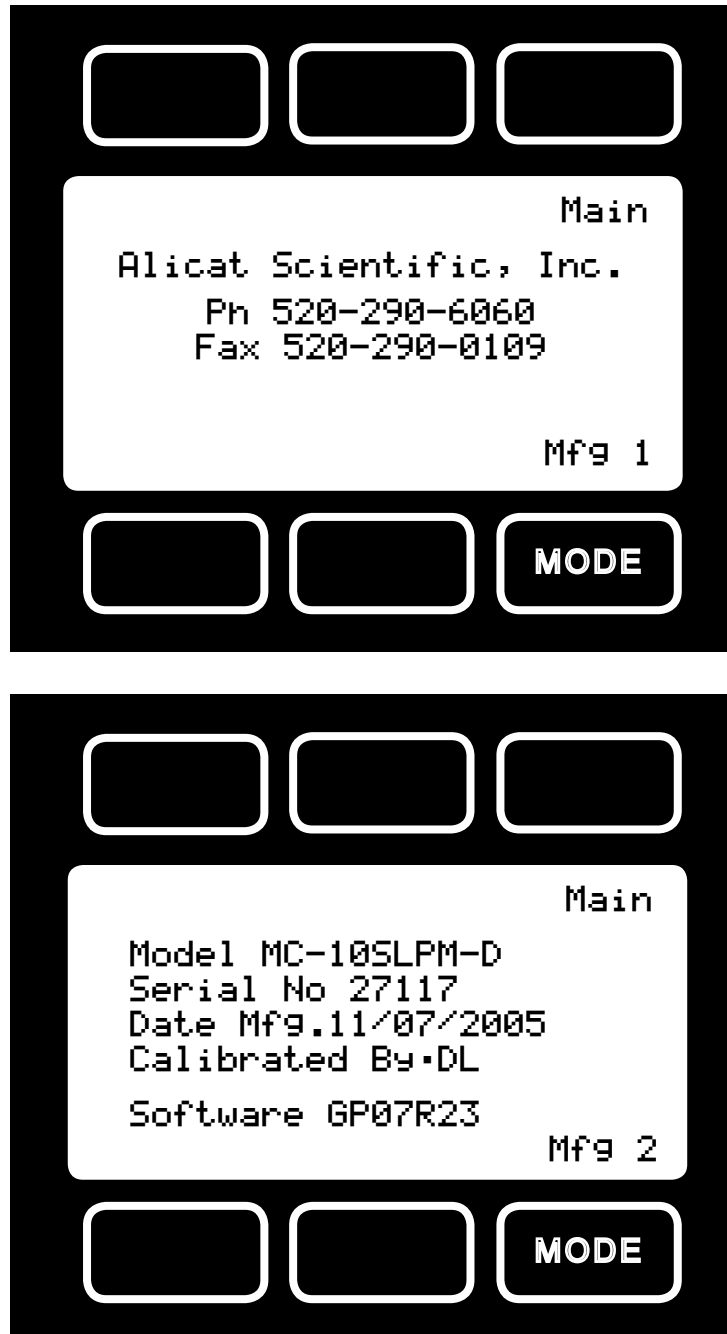 Main
Alicat Scientific, Inc.
Ph 520-290-6060
Fax 520-290-0109
Mfg 1
MODE
Main
Model MC-10SLPM-D
Serial No 27117
Date Mfg.11/07/2005
Calibrated By·DL
Software GP07R23
Mfg 2
MODE